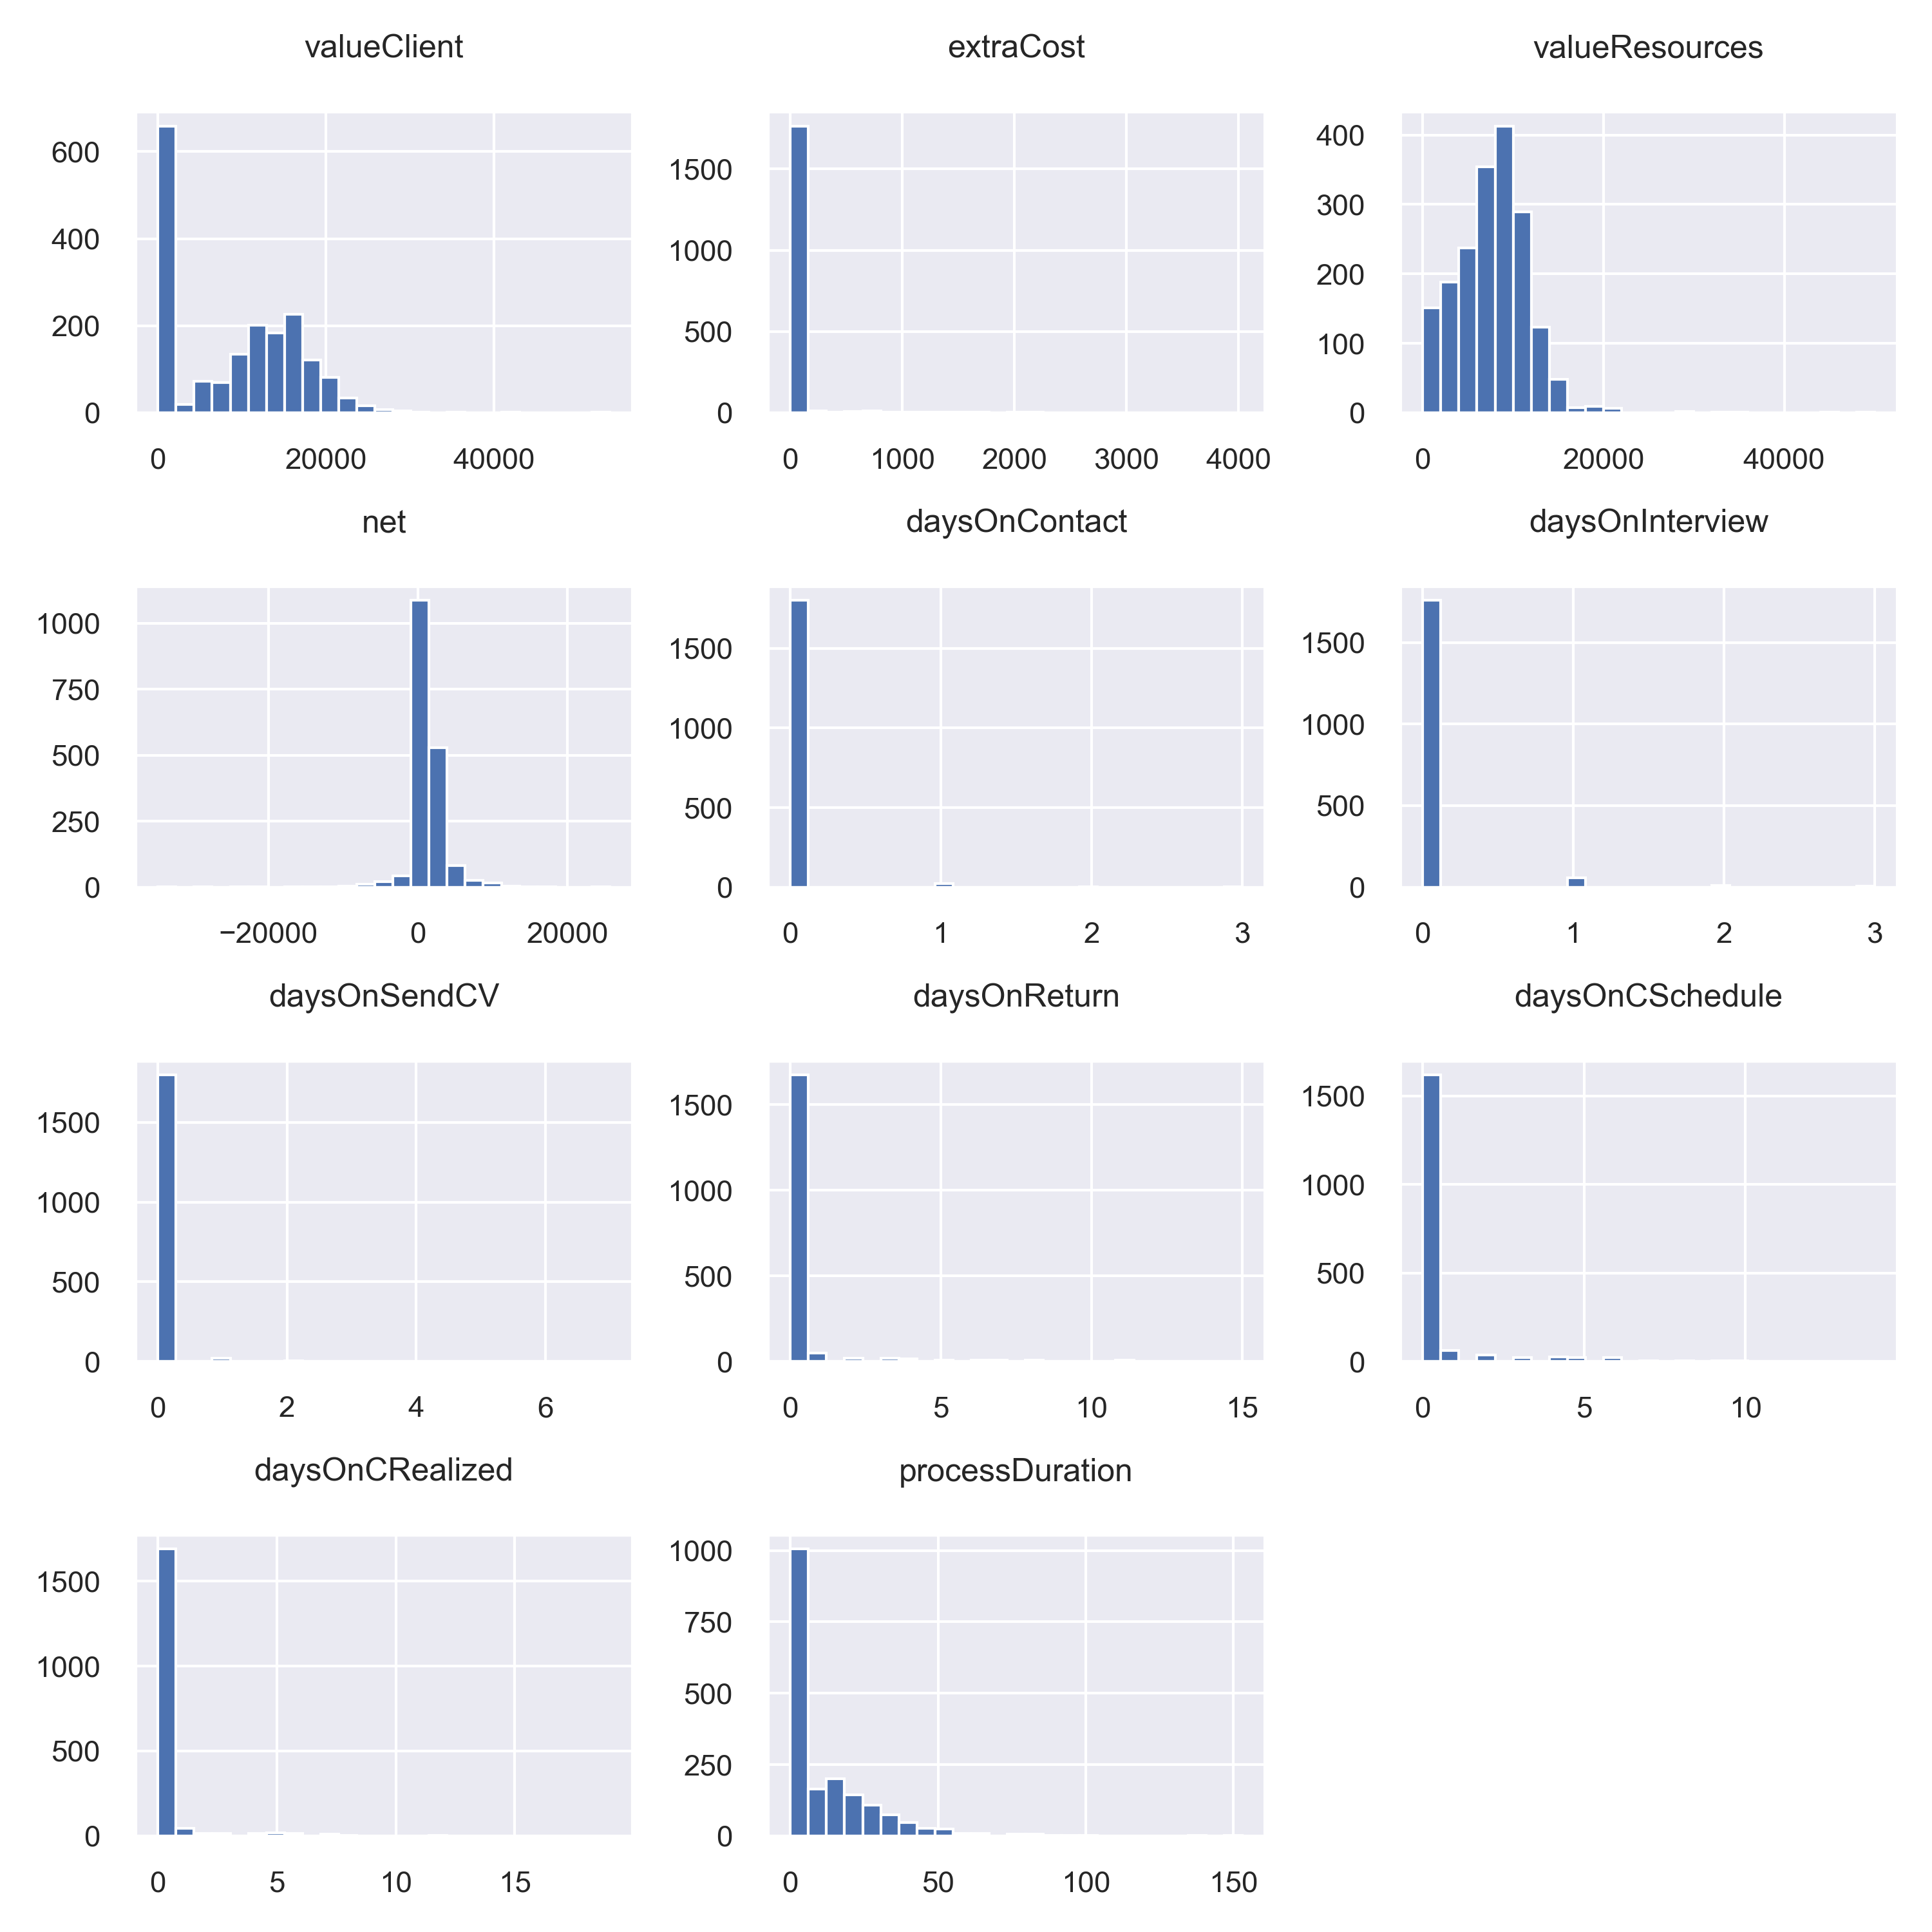 valueClient
extraCost
valueResources
600
400
200
0
0 20000 40000
1500
1000
500
0
0 1000 2000 3000 4000
400
300
200
100
0
0 20000 40000
net
daysOnContact
daysOnInterview
1000
750
500
250
0
−20000 0 20000
1500
1000
500
0
0 1 2 3
1500
1000
500
0
0 1 2 3
daysOnSendCV
daysOnReturn
daysOnCSchedule
1500
1000
500
0
0 2 4 6
1500
1000
500
0
0 5 10 15
1500
1000
500
0
0 5 10
daysOnCRealized
processDuration
1500
1000
500
0
0 5 10 15
1000
750
500
250
0
0 50 100 150